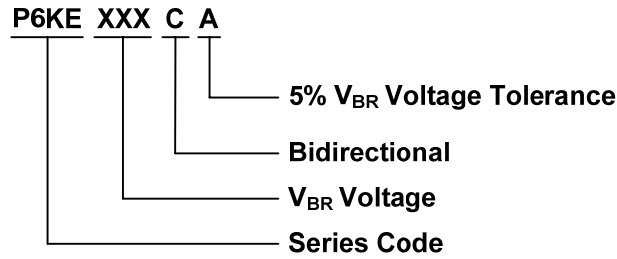 P6KE XXX C A
5% VBR Voltage Tolerance
Bidirectional
VBR Voltage
Series Code